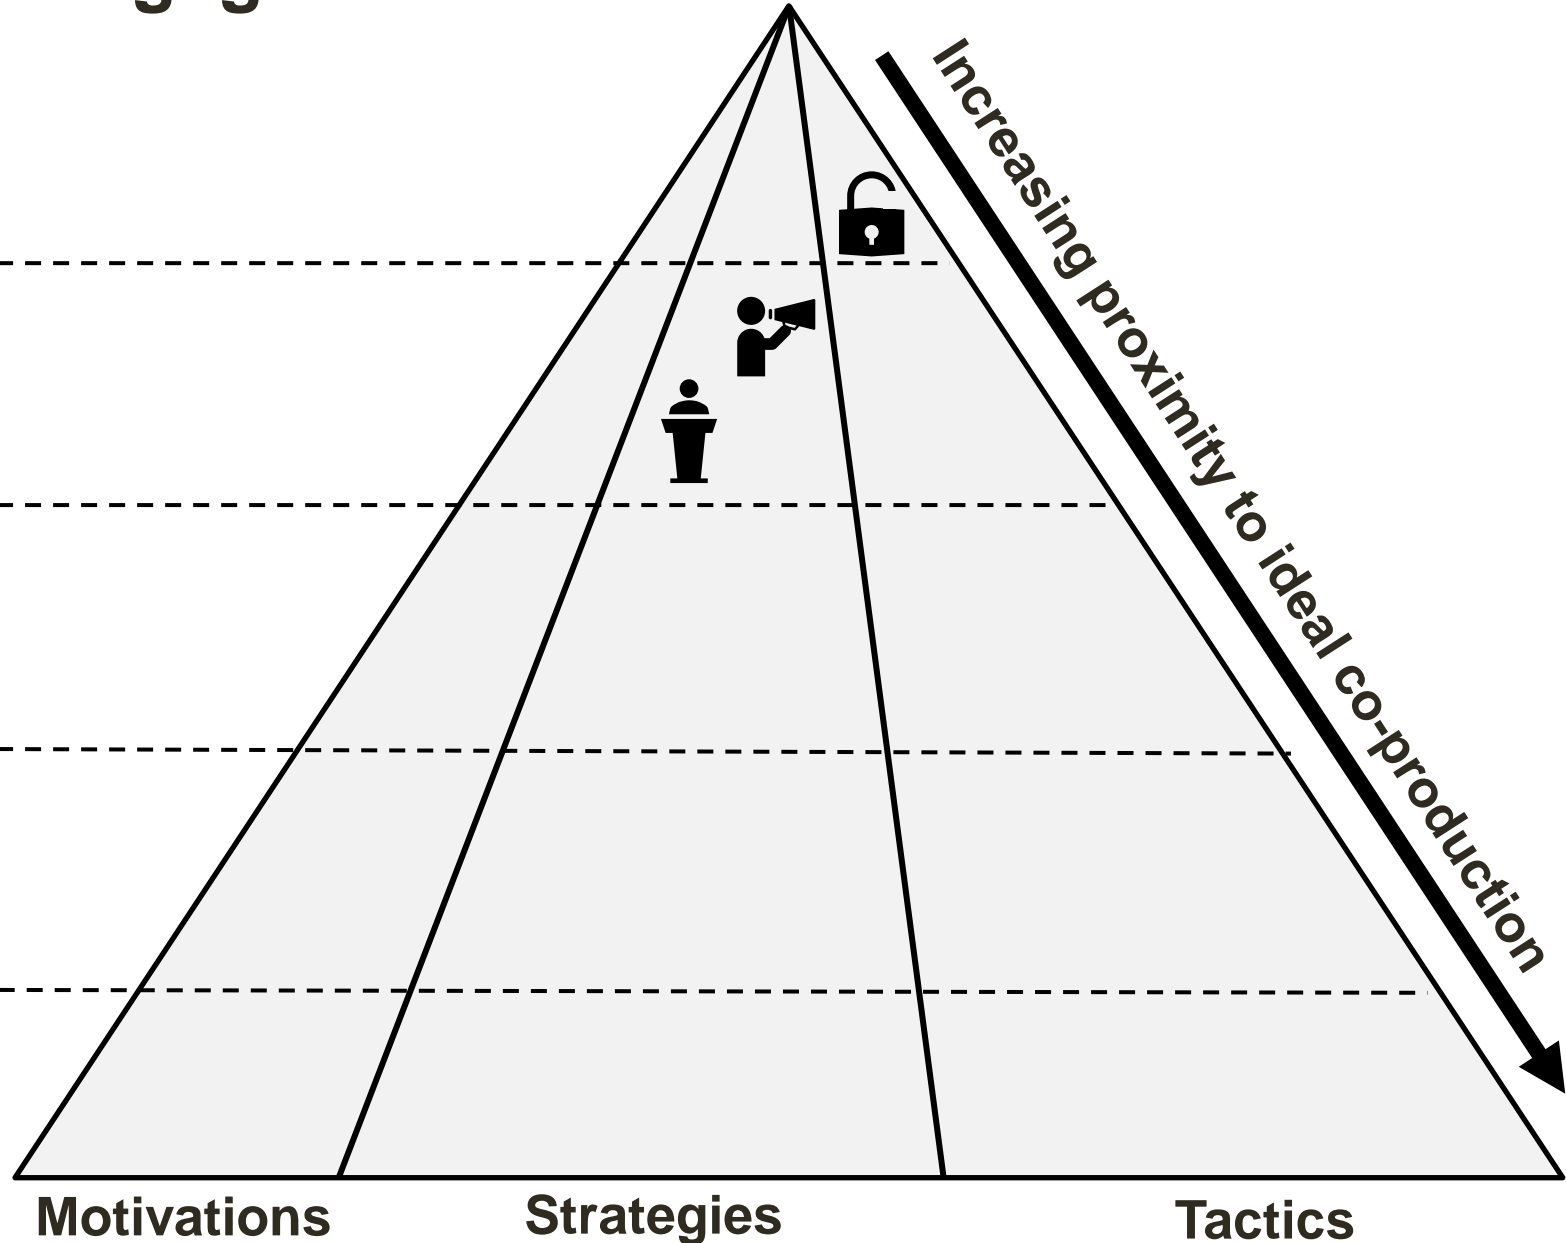 Increasing proximity to ideal co-production
Motivations
Strategies
Tactics